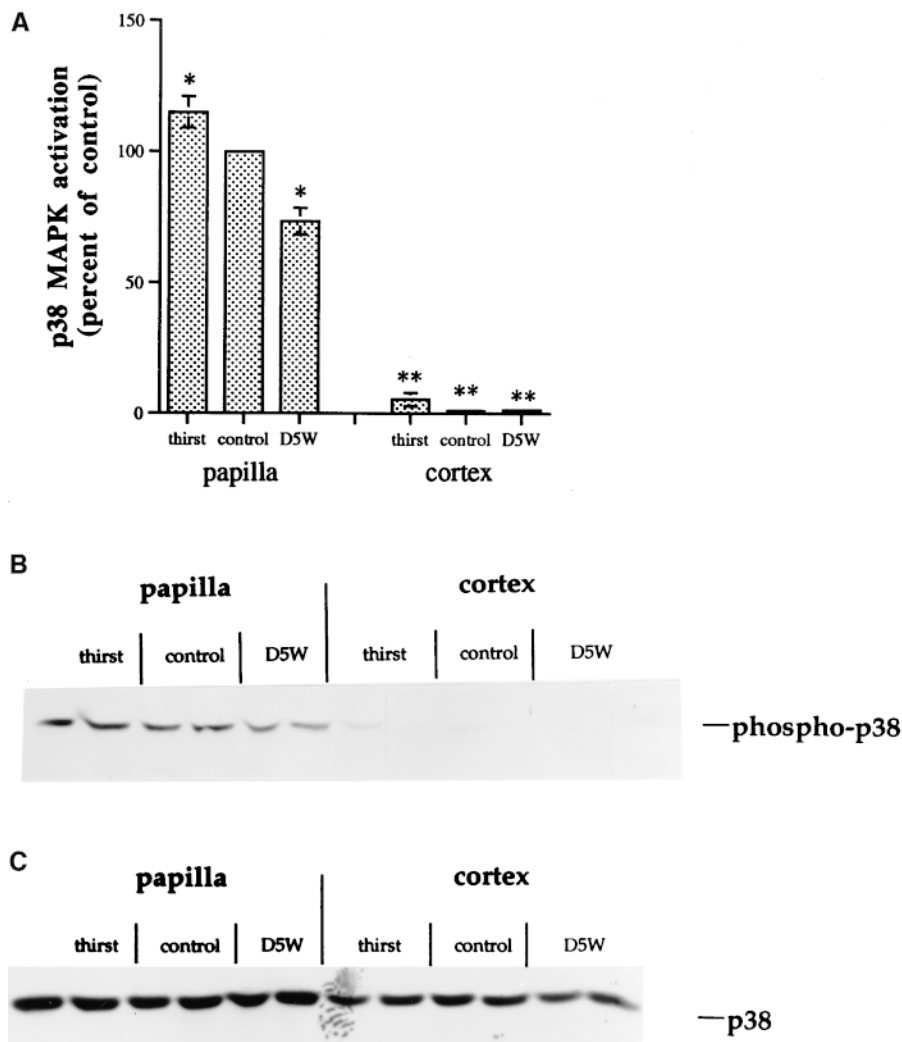 A
p38 MAPK activation
(percent of control)
150
100
50
0
*
*
**
**
**
thirst control D5W
thirst control D5W
papilla
cortex
B
papilla
cortex
thirst
control
D5W
thirst
control
D5W
—phospho-p38
C
papilla
cortex
thirst
control
D5W
thirst
control
D5W
—p38